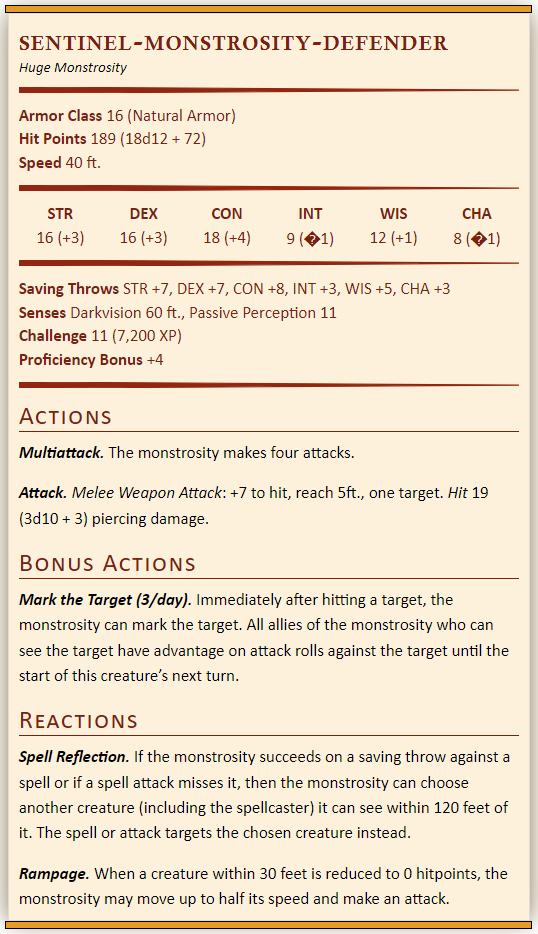 SENTINEL-MONSTROSITY-DEFENDER
Huge Monstrosity
Armor Class 16 (Natural Armor)
Hit Points 189 (18d12 + 72)
Speed 40 ft.
STR DEX CON INT WIS CHA
16 (+3) 16 (+3) 18 (+4) 9 (�1) 12 (+1) 8 (�1)
Saving Throws STR +7, DEX +7, CON +8, INT +3, WIS +5, CHA +3
Senses Darkvision 60 ft., Passive Perception 11
Challenge 11 (7,200 XP)
Proficiency Bonus +4
ACTIONS
Multiattack. The monstrosity makes four attacks.
Attack. Melee Weapon Attack: +7 to hit, reach 5ft., one target. Hit 19
(3d10 + 3) piercing damage.
BONUS ACTIONS
Mark the Target (3/day). Immediately after hitting a target, the
monstrosity can mark the target. All allies of the monstrosity who can
see the target have advantage on attack rolls against the target until the
start of this creature’s next turn.
REACTIONS
Spell Reflection. If the monstrosity succeeds on a saving throw against a
spell or if a spell attack misses it, then the monstrosity can choose
another creature (including the spellcaster) it can see within 120 feet of
it. The spell or attack targets the chosen creature instead.
Rampage. When a creature within 30 feet is reduced to 0 hitpoints, the
monstrosity may move up to half its speed and make an attack.